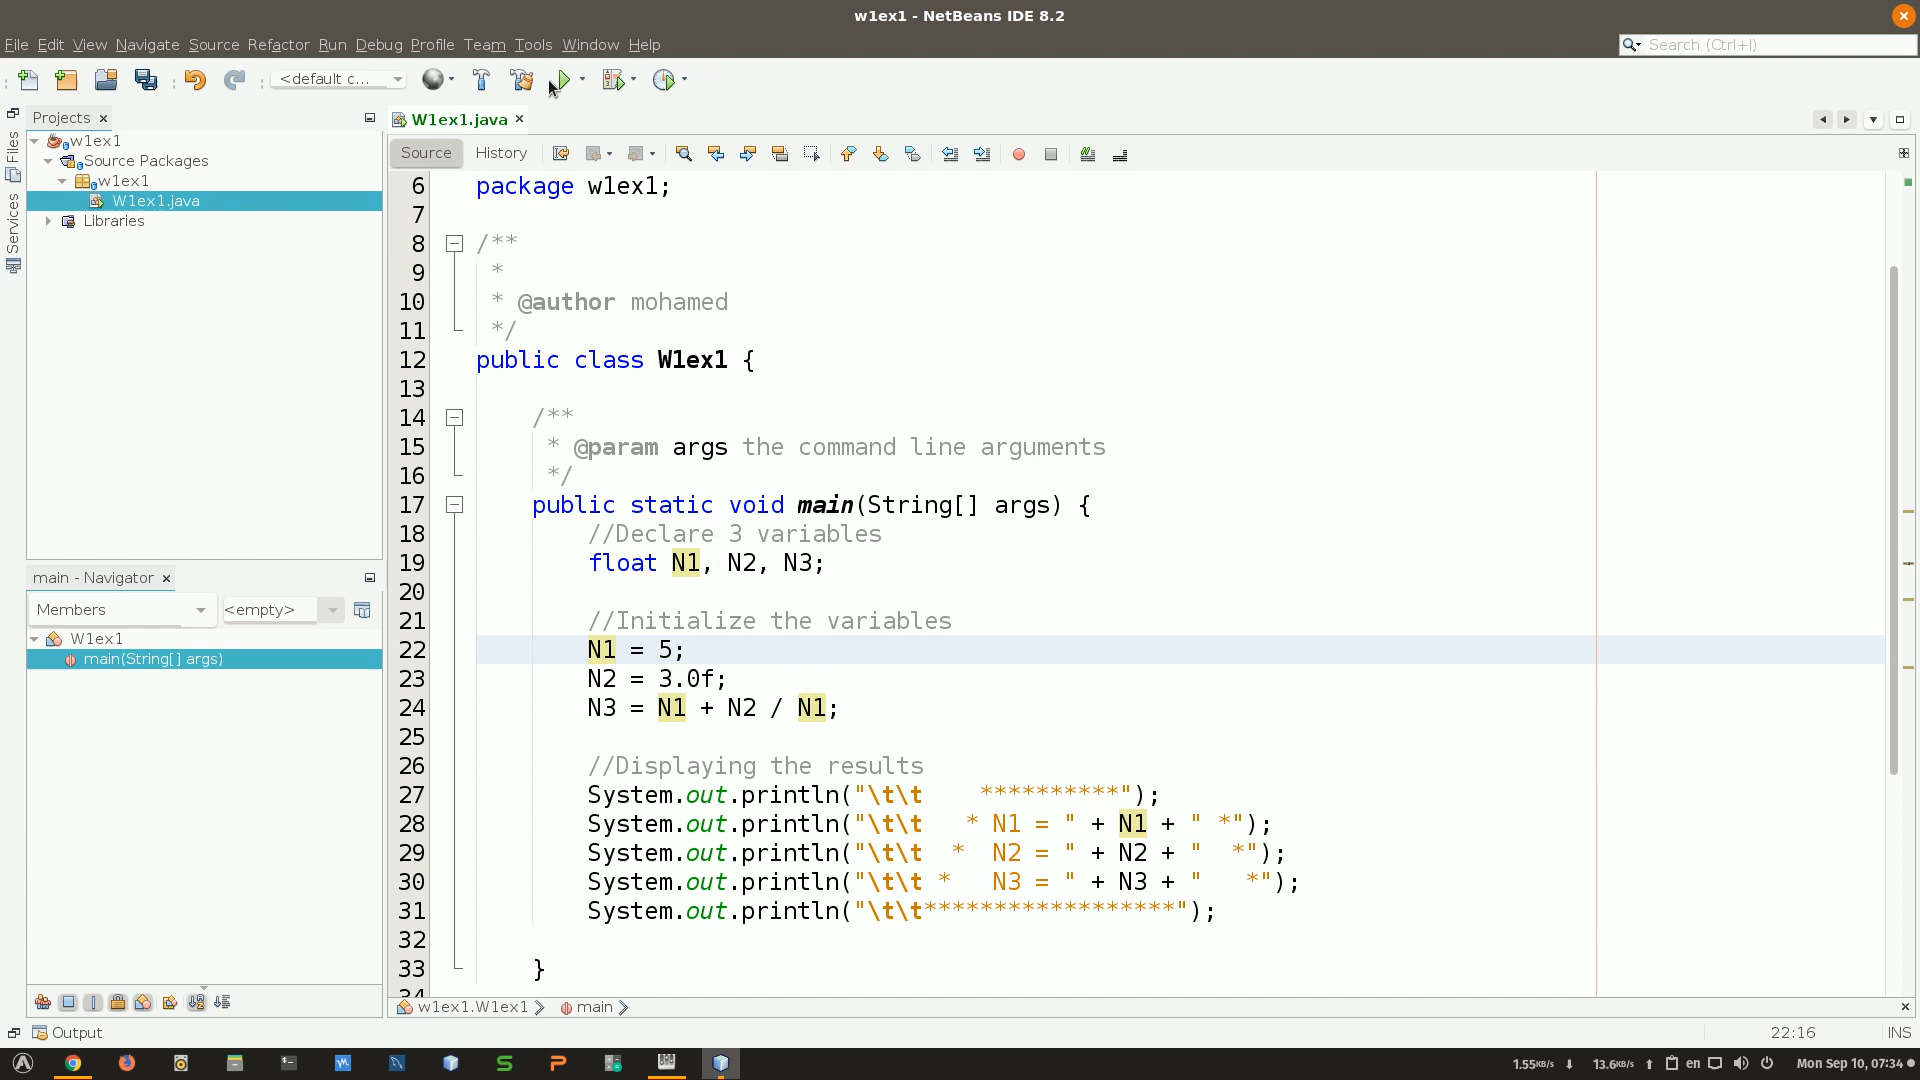 w1ex1 - NetBeans IDE 8.2
File Edit View Navigate Source Refactor Run Debug Profile Team Tools Window Help
Search (Ctrl+I)
<default c...
Projects
w1ex1
Source Packages
w1ex1
W1ex1.java
Libraries
Files
Services
W1ex1.java
Source History
6 package w1ex1;
7
8 /**
9 *
10 * @author mohamed
11 */
12 public class W1ex1 {
13
14 /**
15 * @param args the command line arguments
16 */
17 public static void main(String[] args) {
18 //Declare 3 variables
19 float N1, N2, N3;
20
21 //Initialize the variables
22 N1 = 5;
23 N2 = 3.0f;
24 N3 = N1 + N2 / N1;
25
26 //Displaying the results
27 System.out.println("\t\t    **********");
28 System.out.println("\t\t   * N1 = " + N1 + " *");
29 System.out.println("\t\t  *  N2 = " + N2 + "  *");
30 System.out.println("\t\t *   N3 = " + N3 + "   *");
31 System.out.println("\t\t******************");
32
33 }
34
main - Navigator
Members <empty>
W1ex1
main(String[] args)
w1ex1.W1ex1 main
Output
22:16 INS
1.55KB/s 13.6KB/s en Mon Sep 10, 07:34